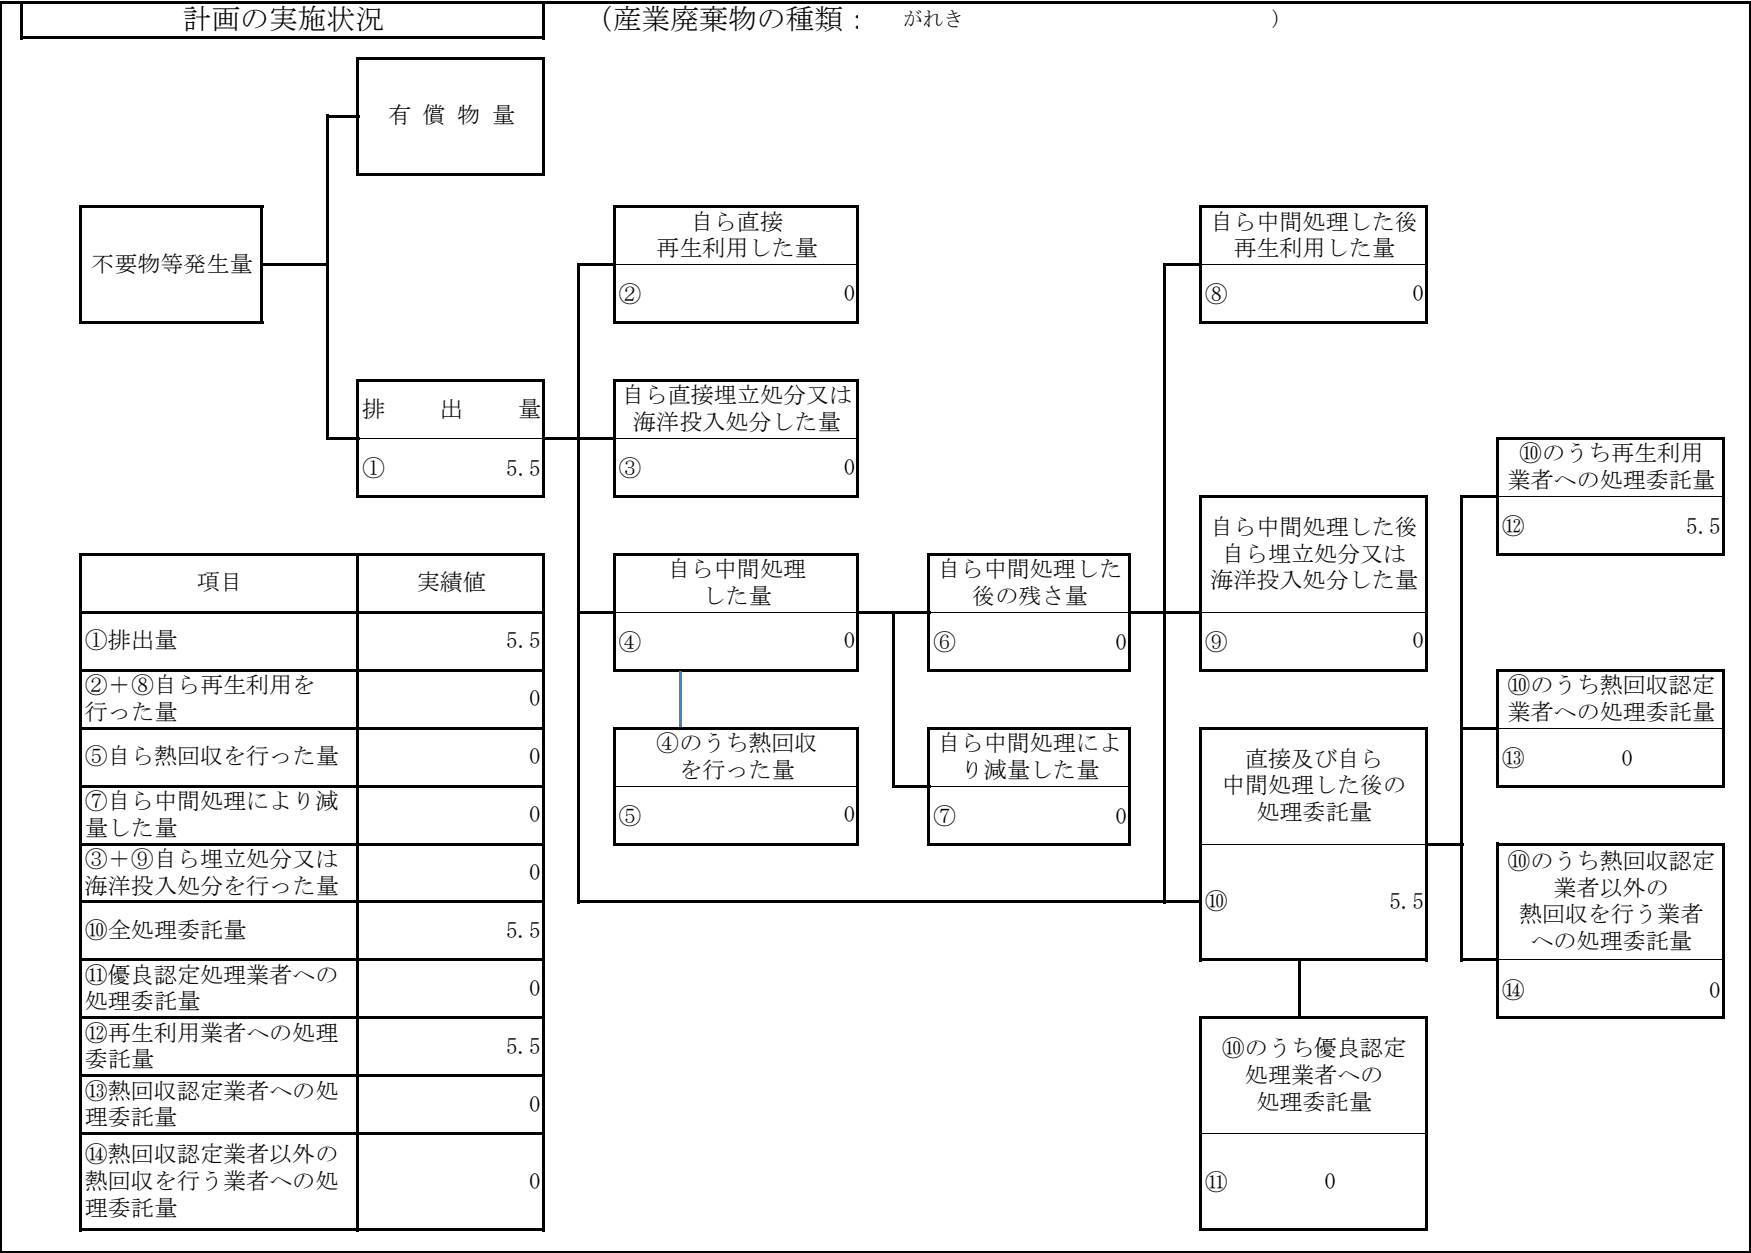 計画の実施状況
(産業廃棄物の種類： がれき ）
有 償 物 量
不要物等発生量
排 出 量
① 5.5
自ら直接
再生利用した量
② 0
自ら直接埋立処分又は
海洋投入処分した量
③ 0
自ら中間処理
した量
④ 0
④のうち熱回収
を行った量
⑤ 0
自ら中間処理した
後の残さ量
⑥ 0
自ら中間処理によ
り減量した量
⑦ 0
自ら中間処理した後
再生利用した量
⑧ 0
自ら中間処理した後
自ら埋立処分又は
海洋投入処分した量
⑨ 0
直接及び自ら
中間処理した後の
処理委託量
⑩ 5.5
⑩のうち優良認定
処理業者への
処理委託量
⑪ 0
⑩のうち再生利用
業者への処理委託量
⑫ 5.5
⑩のうち熱回収認定
業者への処理委託量
⑬ 0
⑩のうち熱回収認定
業者以外の
熱回収を行う業者
への処理委託量
⑭ 0
項目 実績値
①排出量 5.5
②＋⑧自ら再生利用を
行った量 0
⑤自ら熱回収を行った量 0
⑦自ら中間処理により減
量した量 0
③＋⑨自ら埋立処分又は
海洋投入処分を行った量 0
⑩全処理委託量 5.5
⑪優良認定処理業者への
処理委託量 0
⑫再生利用業者への処理
委託量 5.5
⑬熱回収認定業者への処
理委託量 0
⑭熱回収認定業者以外の
熱回収を行う業者への処
理委託量 0